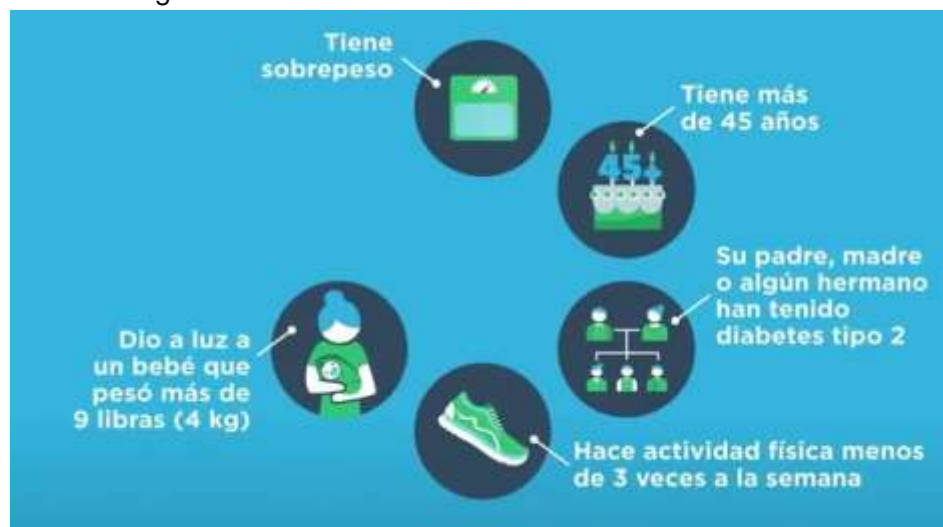 Tiene
sobrepeso
Tiene más
de 45 años
45+
Su padre, madre
o algún hermano
han tenido
diabetes tipo 2
Hace actividad física menos
de 3 veces a la semana
Dio a luz a
un bebé que
pesó más de
9 libras (4 kg)